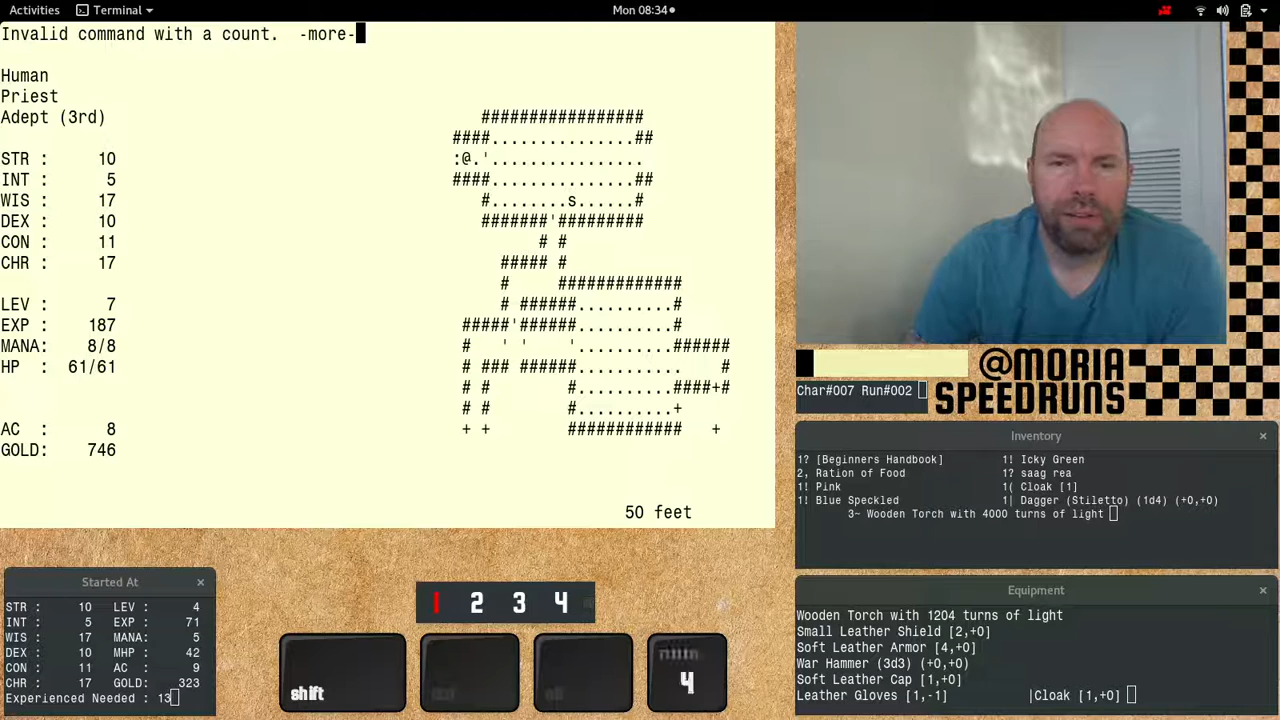 Activities Terminal Mon 08:34
Invalid command with a count. -more-
Human
Priest
Adept (3rd)
STR : 10
INT : 5
WIS : 17
DEX : 10
CON : 11
CHR : 17
LEV : 7
EXP : 187
MANA: 8/8
HP : 61/61
AC : 8
GOLD: 746
################
####...............##
:@.'................
####...............##
#........s......#
#######'#########
# #
##### #
# #############
# ######..........#
#####'######..........#
# ' ' '..........######
# ### ######.......... #
# # #..........####+#
# # #..........+
+ + ############ +
50 feet
@MORIA
SPEEDRUNS
Char#007 Run#002
Inventory
1? [Beginners Handbook] 1! Icky Green
2, Ration of Food 1? saag rea
1! Pink 1( Cloak [1]
1! Blue Speckled 1| Dagger (Stiletto) (1d4) (+0,+0)
3~ Wooden Torch with 4000 turns of light
Equipment
Wooden Torch with 1204 turns of light
Small Leather Shield [2,+0]
Soft Leather Armor [4,+0]
War Hammer (3d3) (+0,+0)
Soft Leather Cap [1,+0]
Leather Gloves [1,-1] |Cloak [1,+0]
Started At
STR : 10 LEV : 4
INT : 5 EXP : 71
WIS : 17 MANA: 5
DEX : 10 MHP : 42
CON : 11 AC : 9
CHR : 17 GOLD: 323
Experienced Needed : 13
1 2 3 4
shift
4